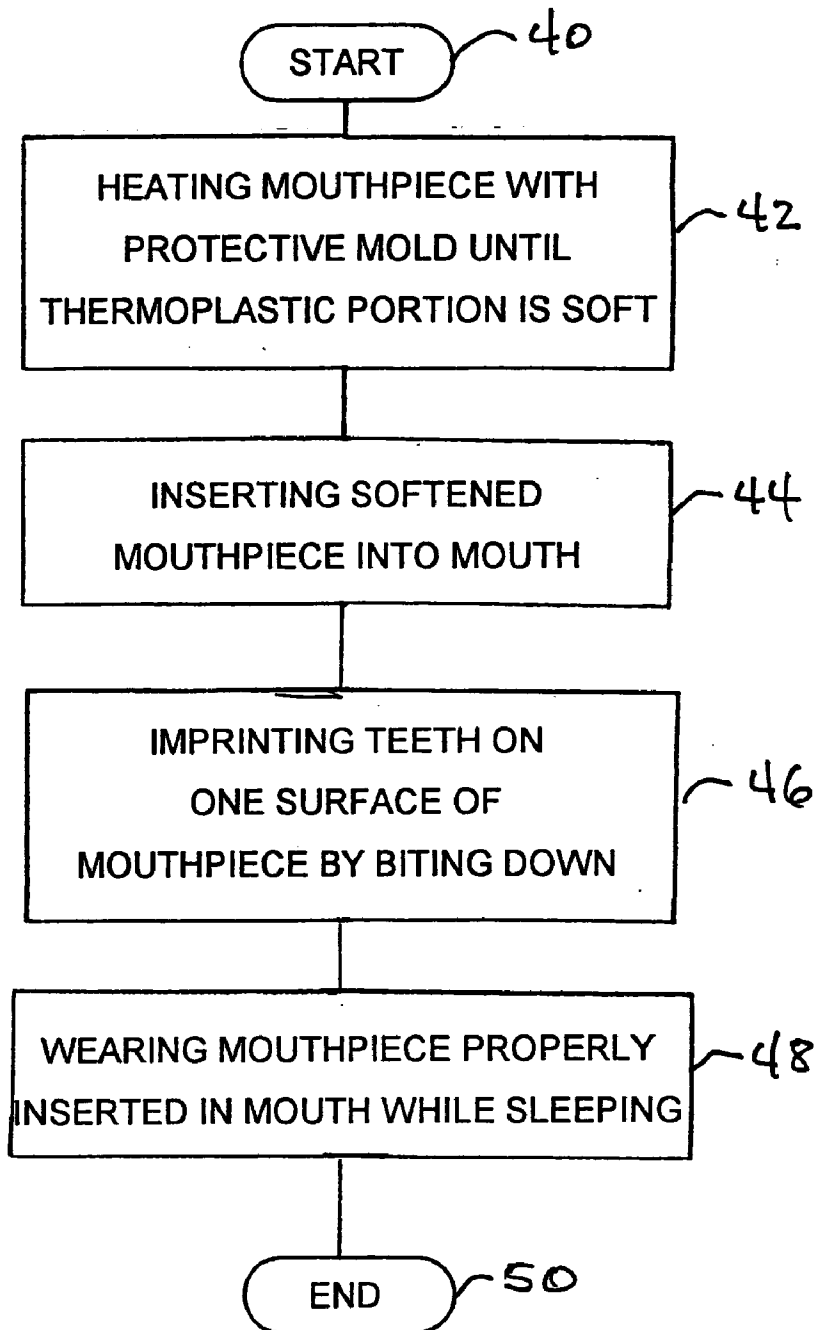 START 40
HEATING MOUTHPIECE WITH
PROTECTIVE MOLD UNTIL 42
THERMOPLASTIC PORTION IS SOFT
INSERTING SOFTENED 44
MOUTHPIECE INTO MOUTH
IMPRINTING TEETH ON
ONE SURFACE OF 46
MOUTHPIECE BY BITING DOWN
WEARING MOUTHPIECE PROPERLY 48
INSERTED IN MOUTH WHILE SLEEPING
END 50